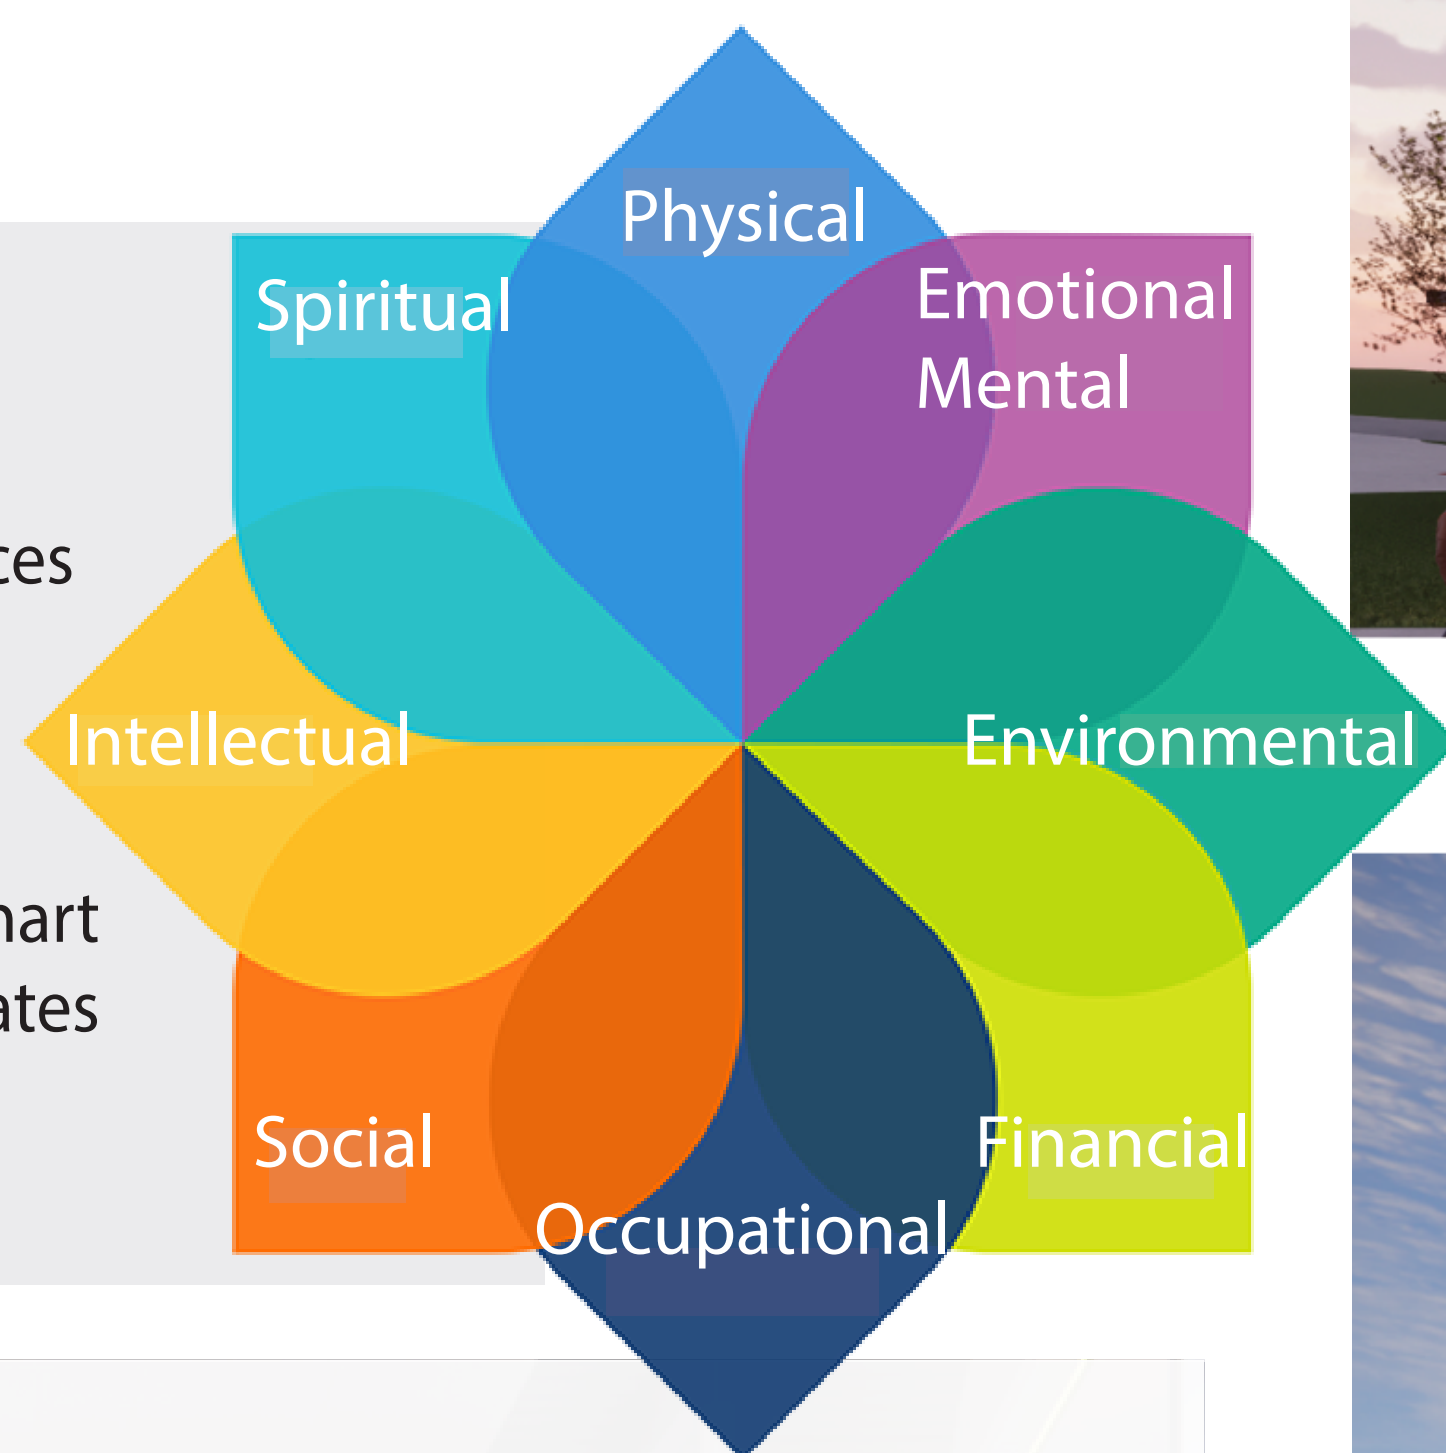 Physical
Spiritual
Emotional
Mental
ces
Intellectual
Environmental
nart
ates
Social
Financial
Occupational